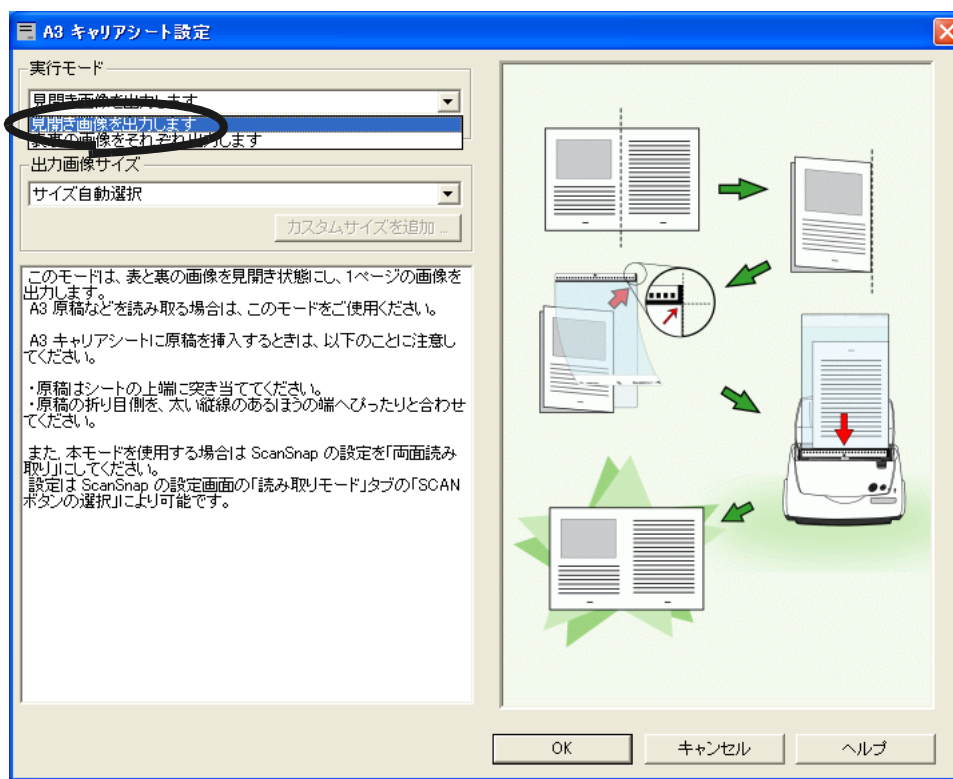 A3 キャリアシート設定
実行モード
見開き画像を出力します
見開き画像を出力します
表裏の画像をそれぞれ出力します
出力画像サイズ
サイズ自動選択
カスタムサイズを追加 ...
このモードは、表と裏の画像を見開き状態にし、1ページの画像を
出力します。
A3 原稿などを読み取る場合は、このモードをご使用ください。
A3 キャリアシートに原稿を挿入するときは、以下のことに注意し
てください。
・原稿はシートの上端に突き当ててください。
・原稿の折り目側を、太い縦線のあるほうの端へぴったりと合わせ
てください。
また、本モードを使用する場合は ScanSnap の設定を「両面読み
取り」にしてください。
設定は ScanSnap の設定画面の「読み取りモード」タブの「SCAN
ボタンの選択」により可能です。
OK
キャンセル
ヘルプ